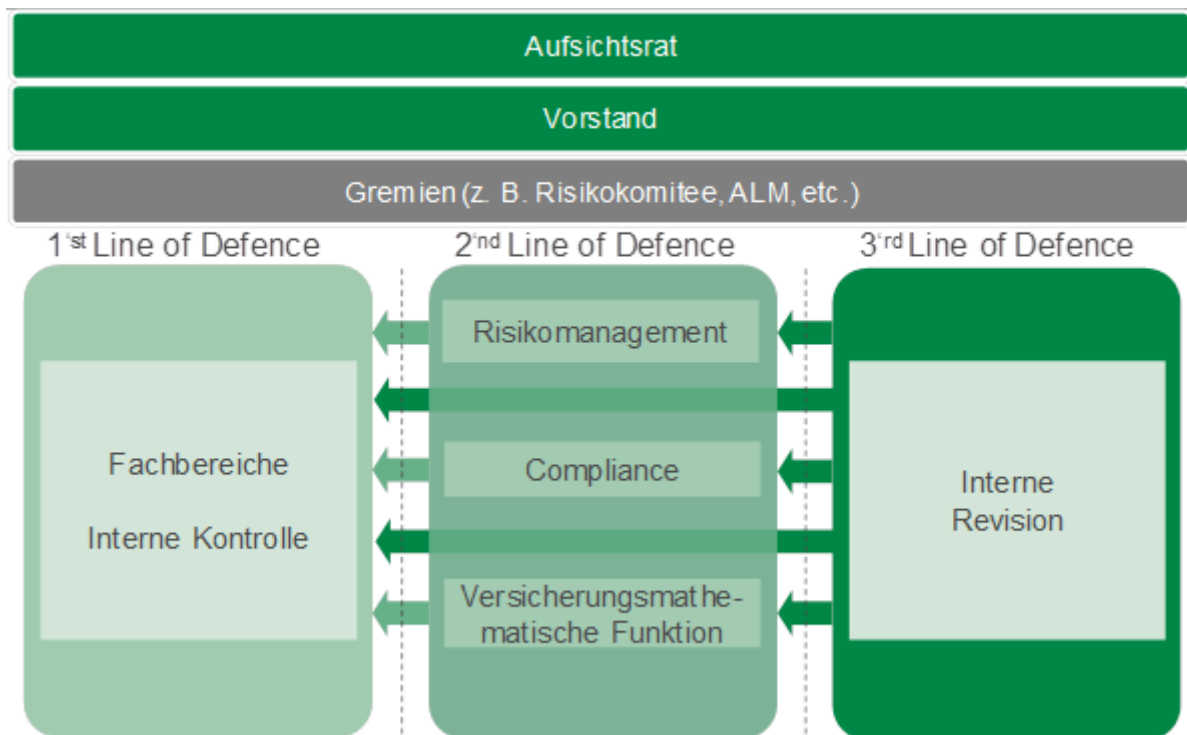 Aufsichtsrat
Vorstand
Gremien (z. B. Risikokomitee, ALM, etc.)
1‘st Line of Defence
2‘nd Line of Defence
3‘rd Line of Defence
Fachbereiche
Interne Kontrolle
Risikomanagement
Compliance
Versicherungsmathe-
matische Funktion
Interne
Revision